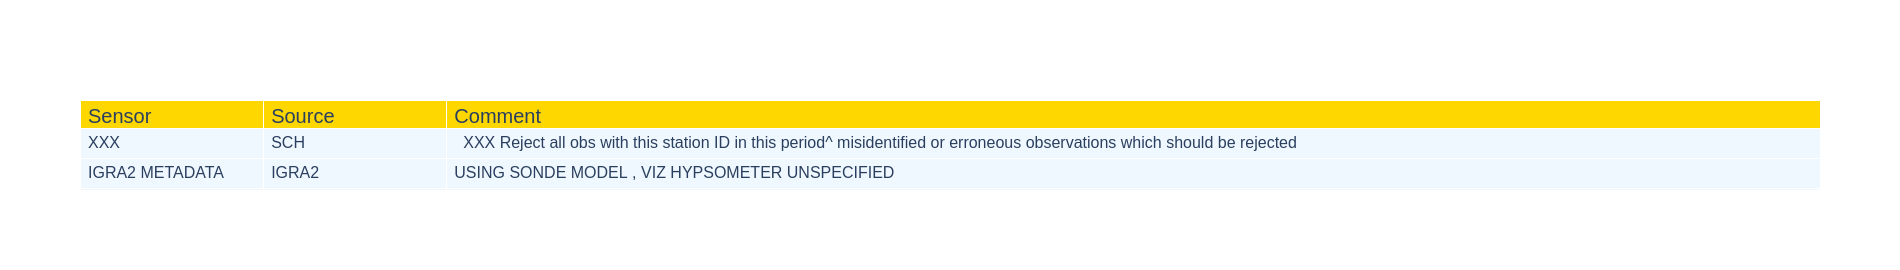 Sensor Source Comment
XXX SCH XXX Reject all obs with this station ID in this period^ misidentified or erroneous observations which should be rejected
IGRA2 METADATA IGRA2 USING SONDE MODEL , VIZ HYPSOMETER UNSPECIFIED